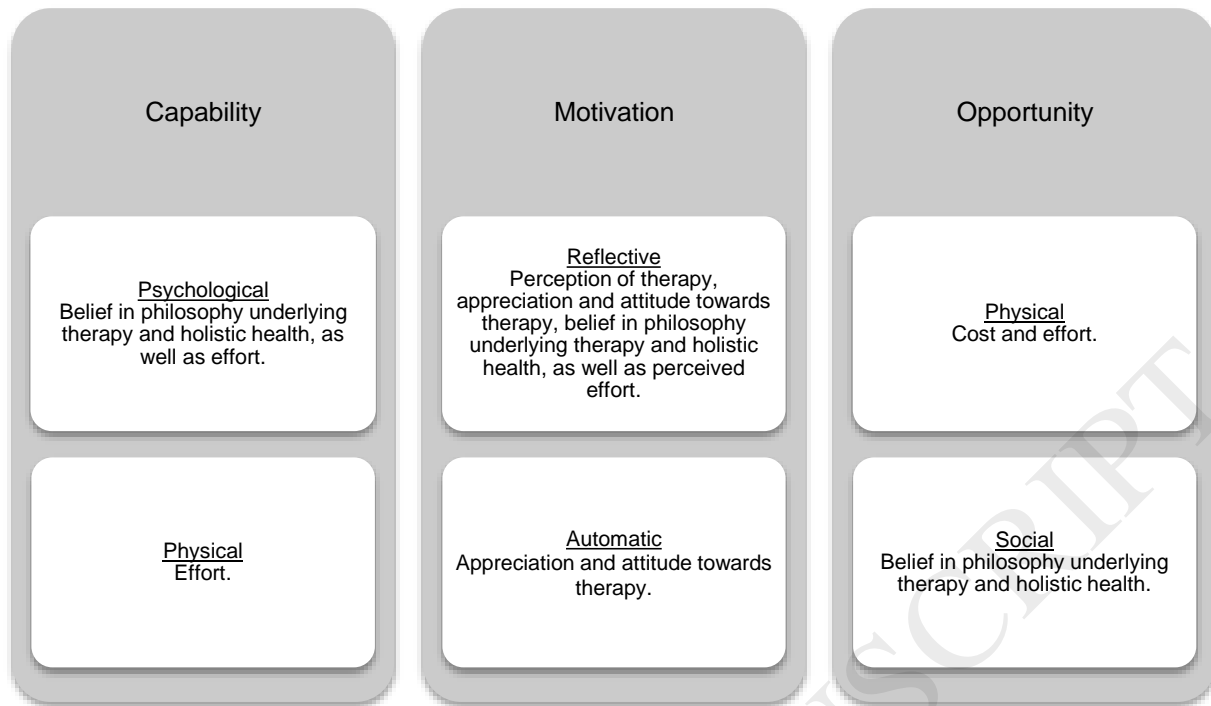 Capability
Psychological
Belief in philosophy underlying
therapy and holistic health, as
well as effort.
Physical
Effort.
Motivation
Reflective
Perception of therapy,
appreciation and attitude towards
therapy, belief in philosophy
underlying therapy and holistic
health, as well as perceived
effort.
Automatic
Appreciation and attitude towards
therapy.
Opportunity
Physical
Cost and effort.
Social
Belief in philosophy underlying
therapy and holistic health.